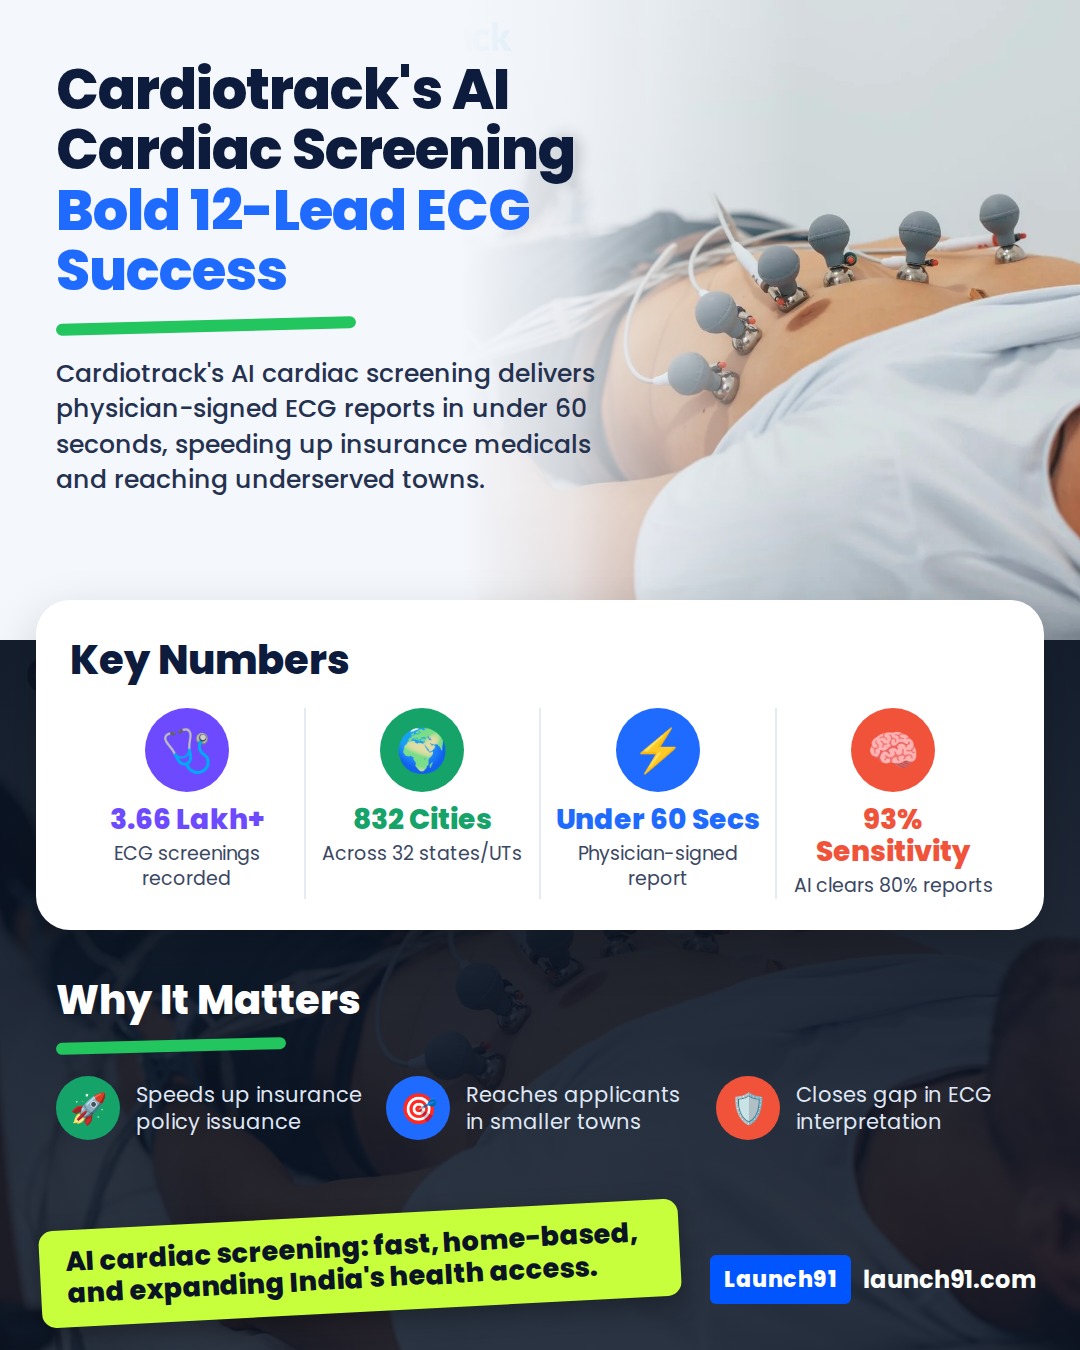 Cardiotrack's AI
Cardiac Screening
Bold 12-Lead ECG
Success
Cardiotrack's AI cardiac screening delivers
physician-signed ECG reports in under 60
seconds, speeding up insurance medicals
and reaching underserved towns.
Key Numbers
3.66 Lakh+
ECG screenings
recorded
832 Cities
Across 32 states/UTs
Under 60 Secs
Physician-signed
report
93%
Sensitivity
AI clears 80% reports
Why It Matters
Speeds up insurance
policy issuance
Reaches applicants
in smaller towns
Closes gap in ECG
interpretation
AI cardiac screening: fast, home-based,
and expanding India's health access.
Launch91 launch91.com